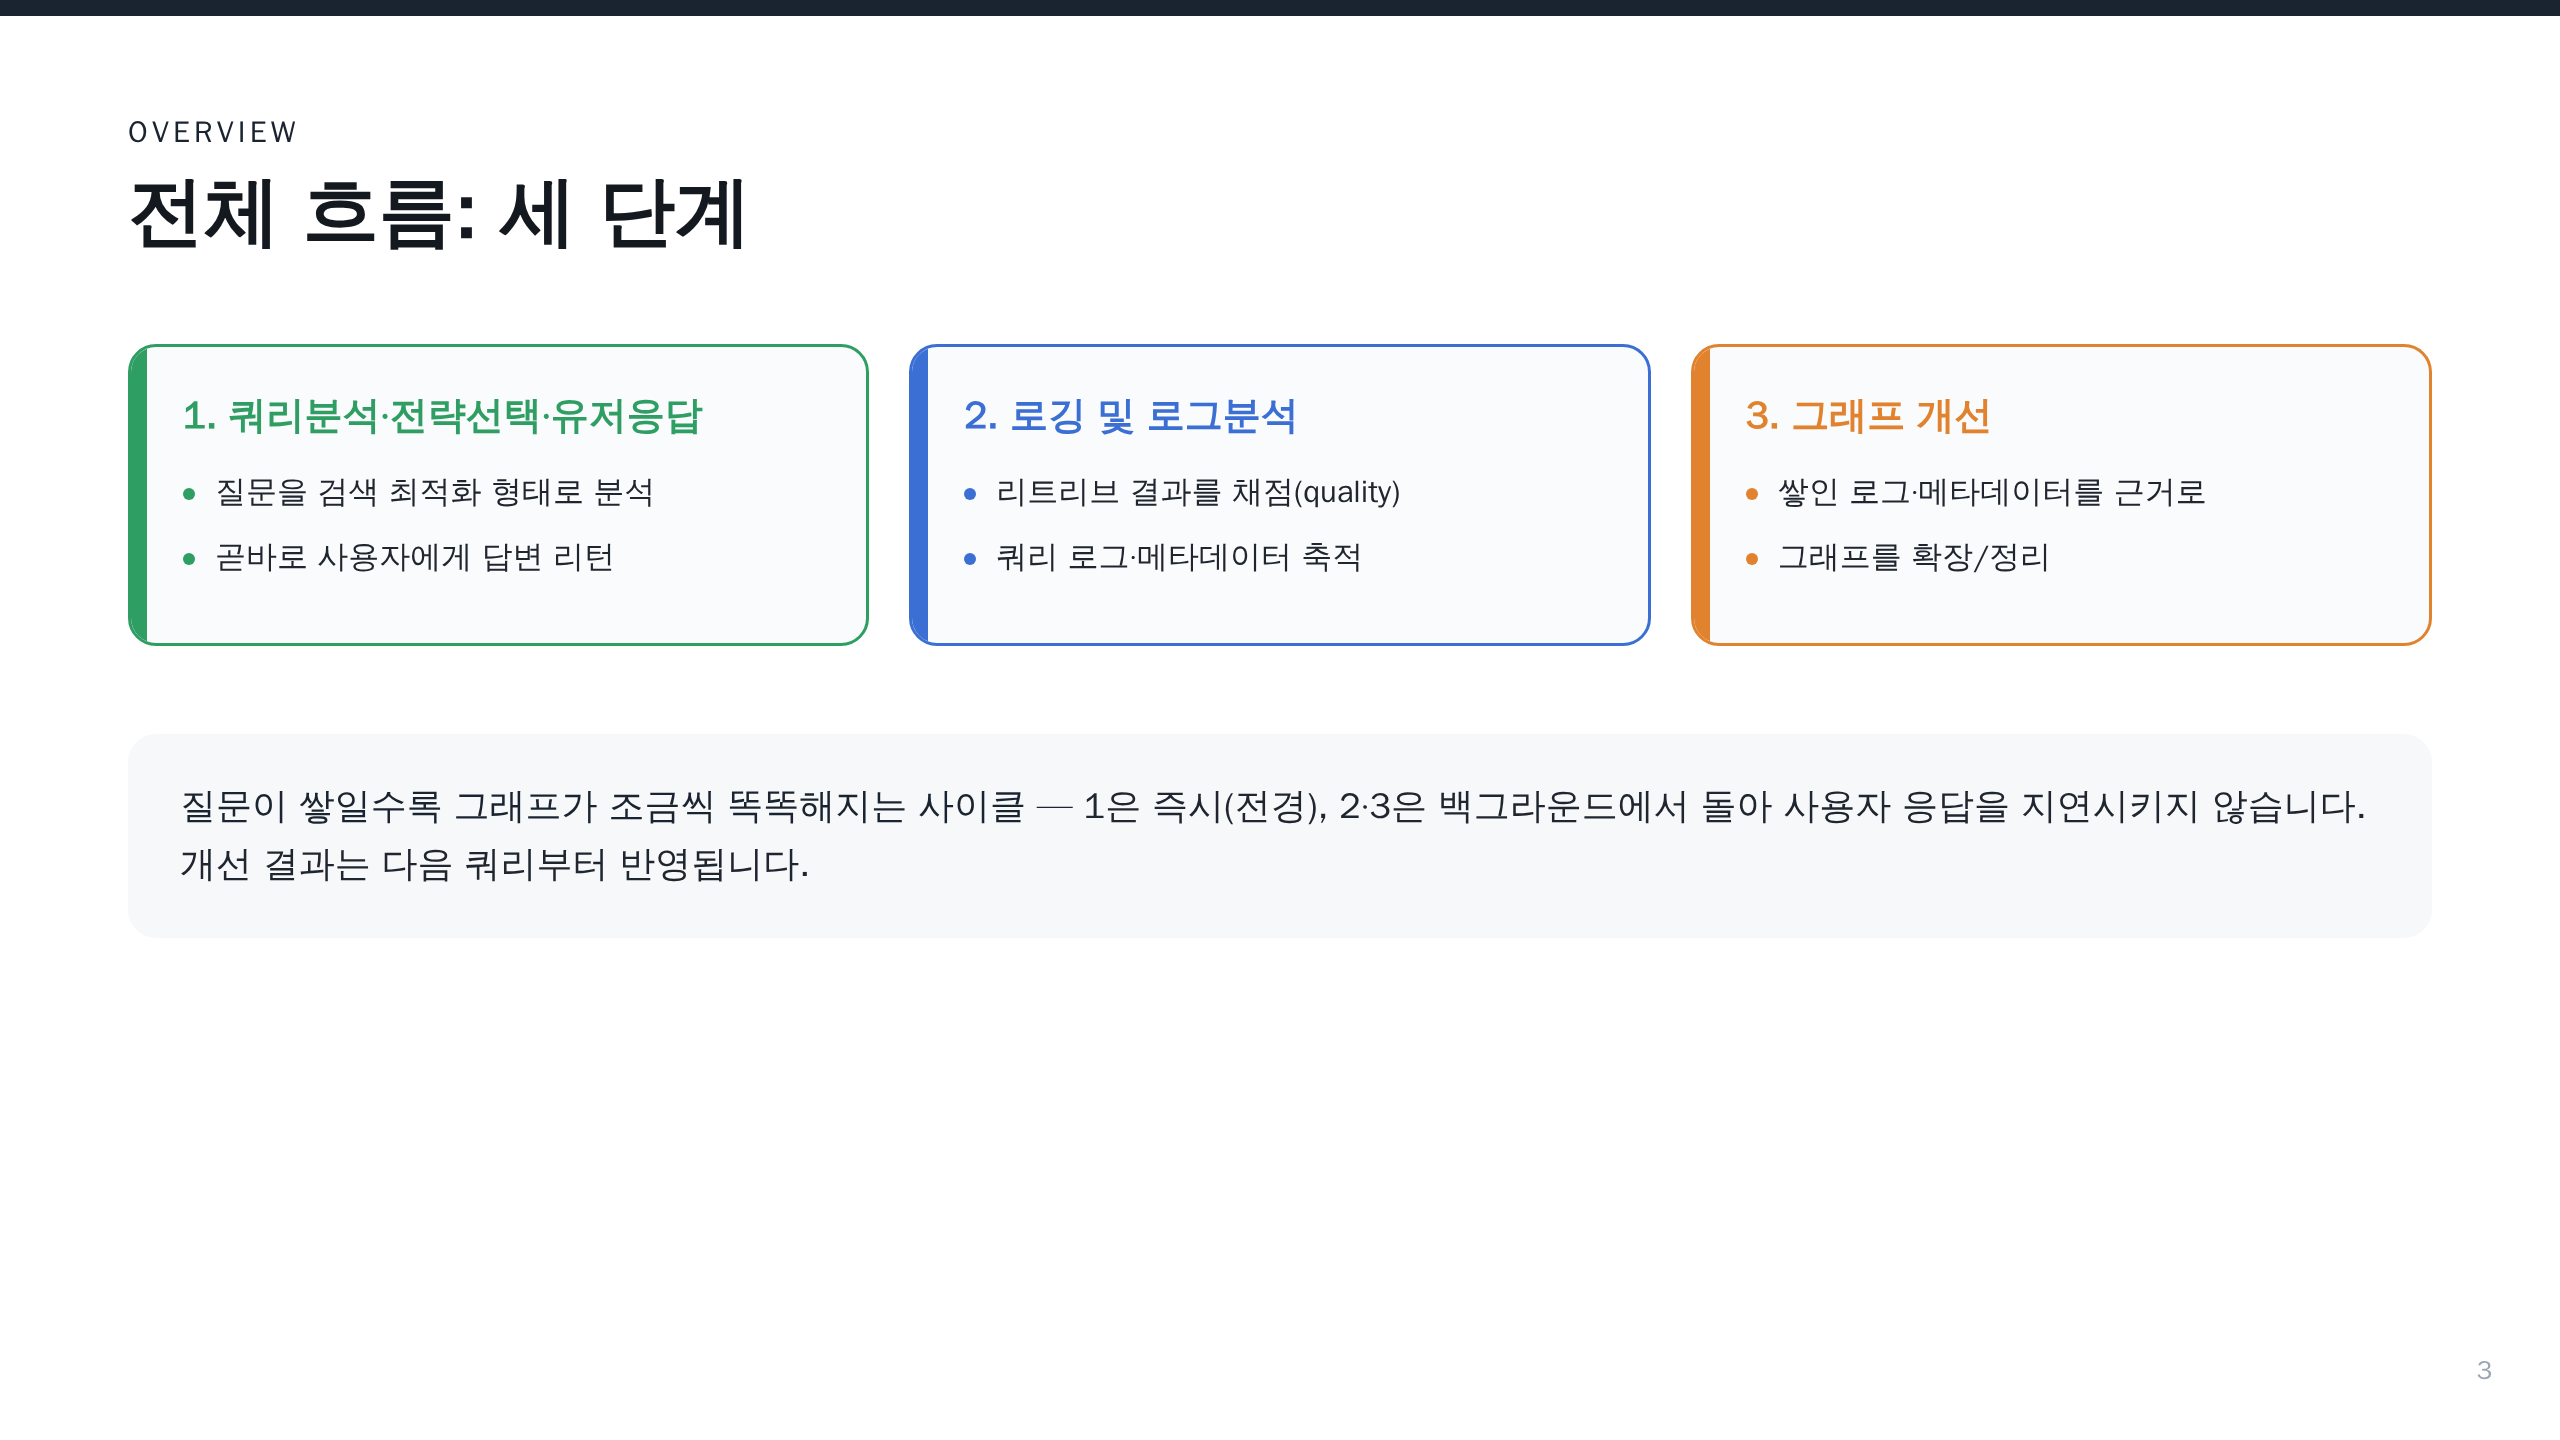 OVERVIEW
전체 흐름: 세 단계
1. 쿼리분석·전략선택·유저응답
질문을 검색 최적화 형태로 분석
곧바로 사용자에게 답변 리턴
2. 로깅 및 로그분석
리트리브 결과를 채점(quality)
쿼리 로그·메타데이터 축적
3. 그래프 개선
쌓인 로그·메타데이터를 근거로
그래프를 확장/정리
질문이 쌓일수록 그래프가 조금씩 똑똑해지는 사이클 — 1은 즉시(전경), 2·3은 백그라운드에서 돌아 사용자 응답을 지연시키지 않습니다.
개선 결과는 다음 쿼리부터 반영됩니다.
3